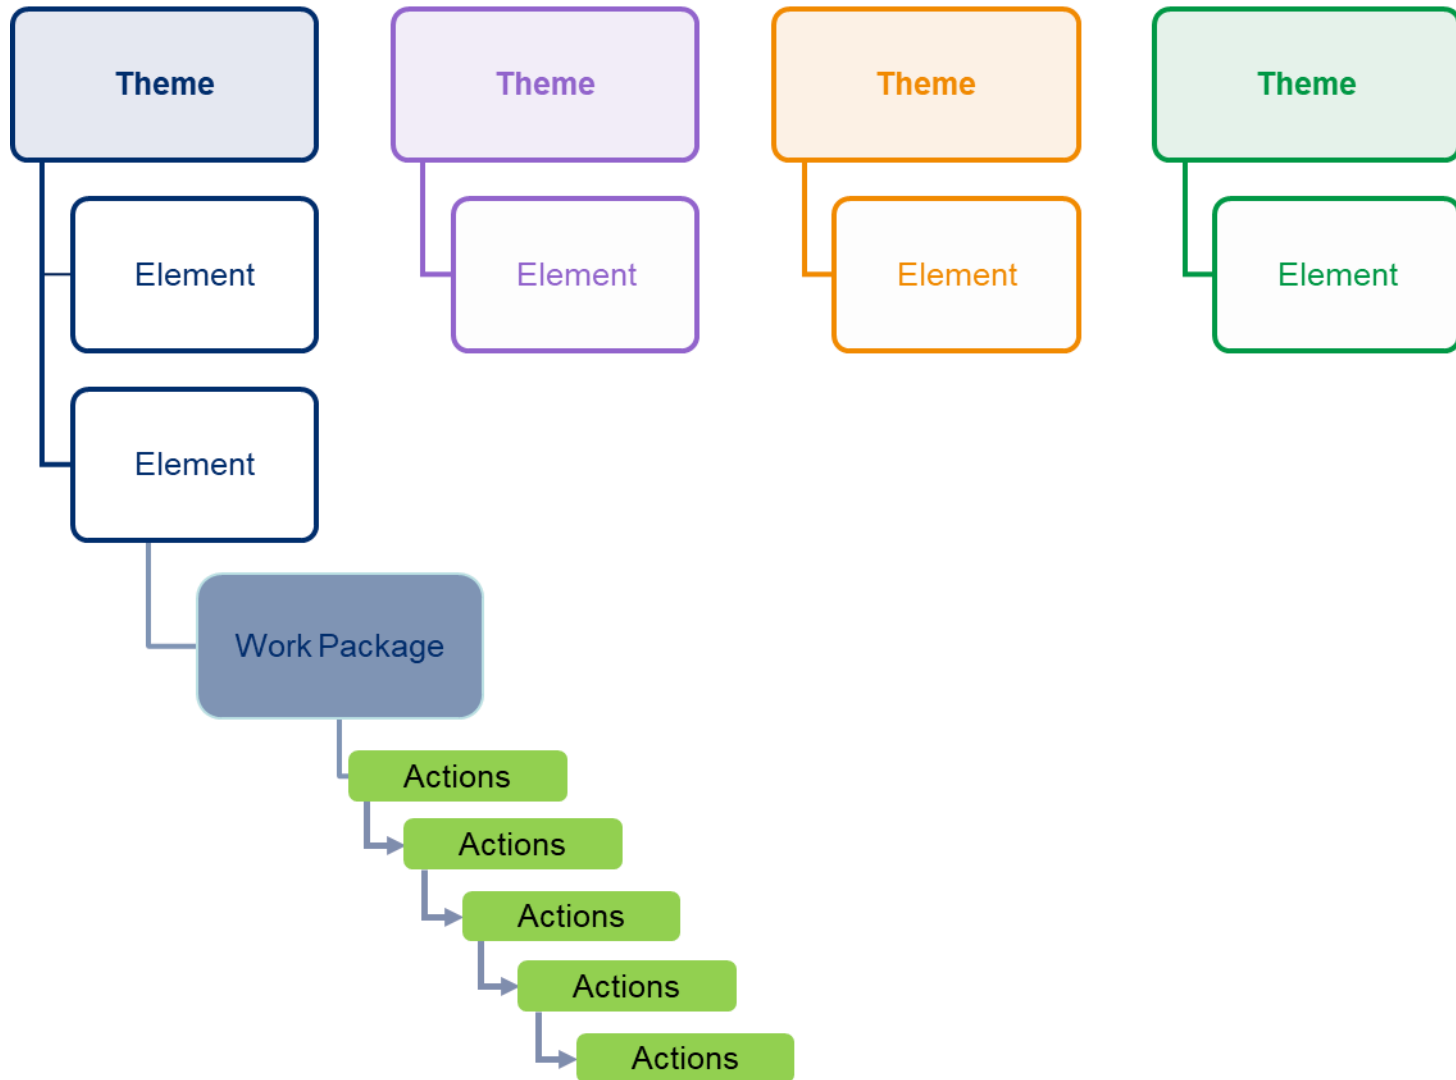 Theme
Theme
Theme
Theme
Element
Element
Element
Element
Element
Work Package
Actions
Actions
Actions
Actions
Actions